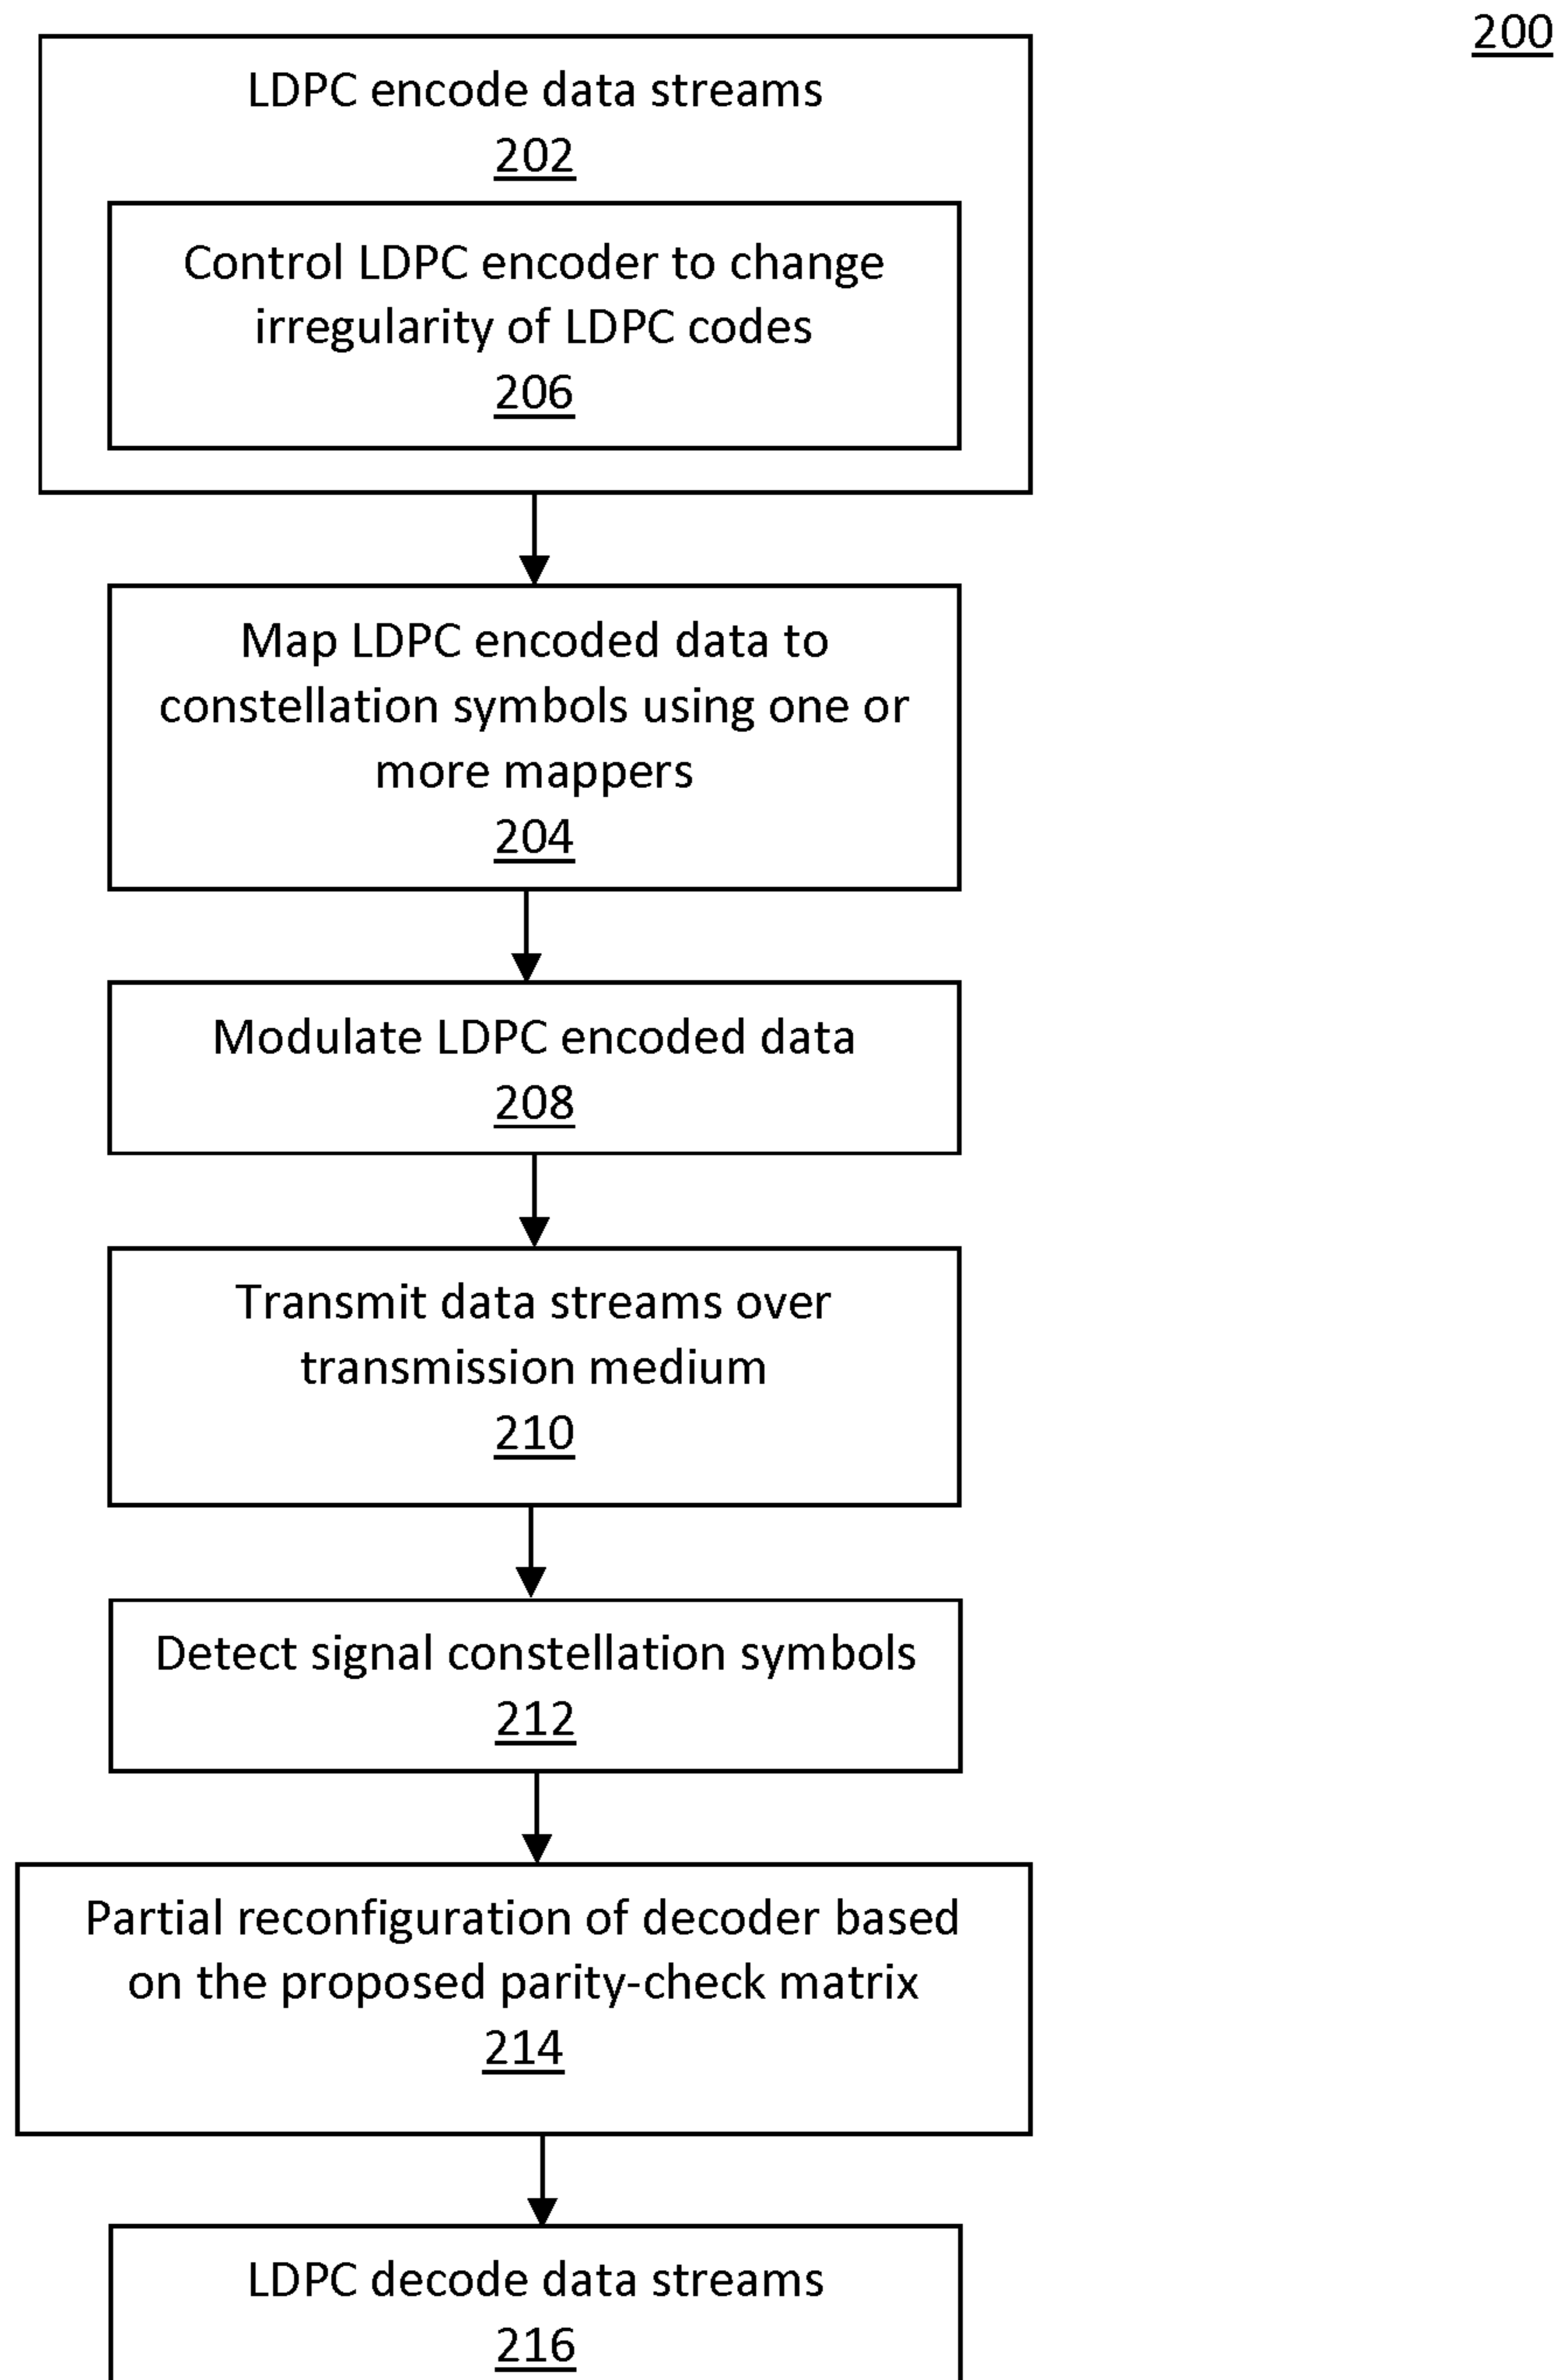 200
LDPC encode data streams
202
Control LDPC encoder to change
irregularity of LDPC codes
206
Map LDPC encoded data to
constellation symbols using one or
more mappers
204
Modulate LDPC encoded data
208
Transmit data streams over
transmission medium
210
Detect signal constellation symbols
212
Partial reconfiguration of decoder based
on the proposed parity-check matrix
214
LDPC decode data streams
216